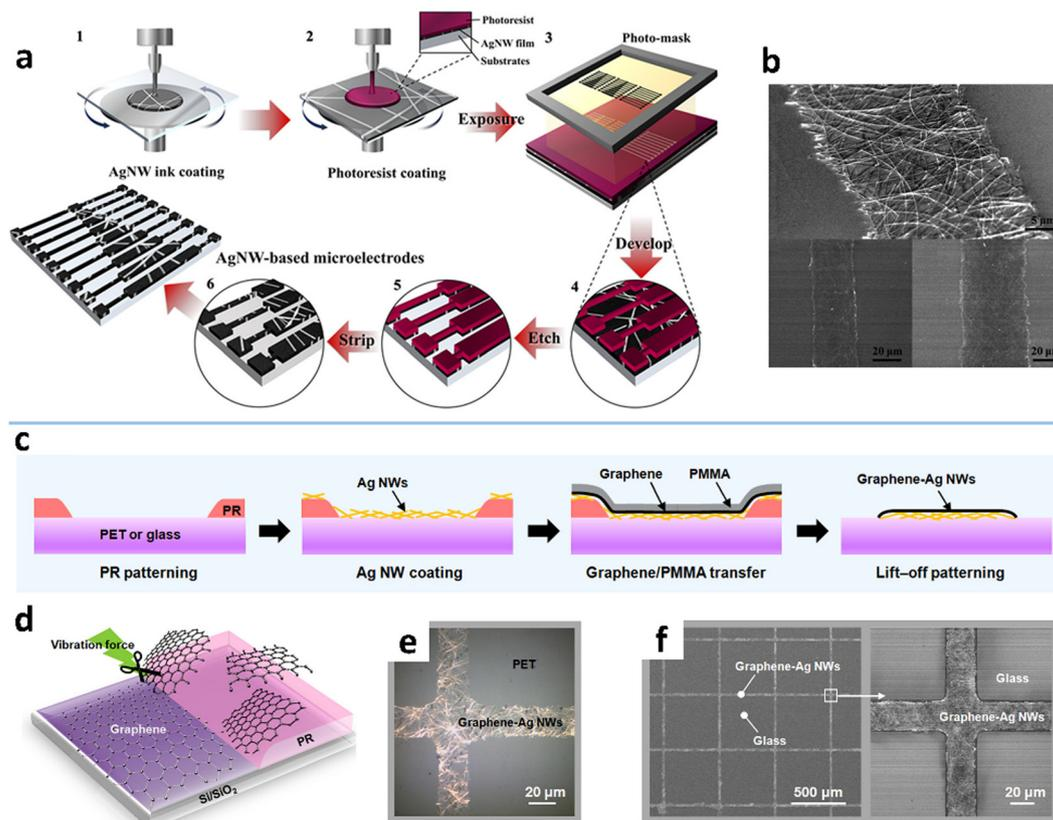 a
1
2
3
Photoresist
AgNW film
Substrates
Photo-mask
Exposure
AgNW ink coating
Photoresist coating
Develop
AgNW-based microelectrodes
6
5
4
Strip
Etch
b
5 µm
20 µm
20 µm
c
PR
PET or glass
PR patterning
Ag NWs
Ag NW coating
Graphene
PMMA
Graphene/PMMA transfer
Graphene-Ag NWs
Lift–off patterning
d
Vibration force
Graphene
PR
Si/SiO₂
e
PET
Graphene-Ag NWs
20 µm
f
Graphene-Ag NWs
Glass
500 µm
Glass
Graphene-Ag NWs
20 µm